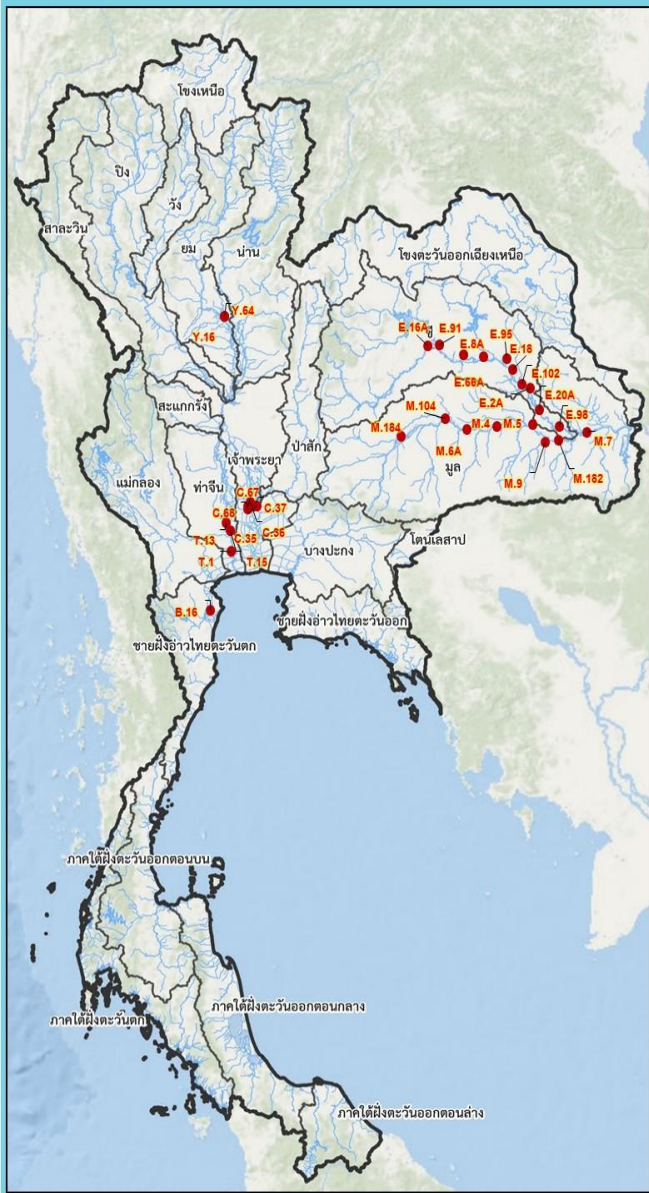 โขงเหนือ
ปิง
วัง
สาละวิน
ยม
น่าน
โขงตะวันออกเฉียงเหนือ
Y.64
Y.16
E.16A
ชี
E.91
E.8A
E.95
E.18
E.66A
E.102
สะแกกรัง
E.2A
E.20A
M.104
M.4
M.5
E.98
M.184
M.7
เจ้าพระยา
ป่าสัก
M.6A
มูล
M.9
M.182
แม่กลอง
ท่าจีน
C.67
C.37
C.68
C.36
T.13
C.35
บางปะกง
โตนเลสาป
T.1
T.15
B.16
ชายฝั่งอ่าวไทยตะวันออก
ชายฝั่งอ่าวไทยตะวันตก
ภาคใต้ฝั่งตะวันออกตอนบน
ภาคใต้ฝั่งตะวันออกตอนกลาง
ภาคใต้ฝั่งตะวันตก
ภาคใต้ฝั่งตะวันออกตอนล่าง